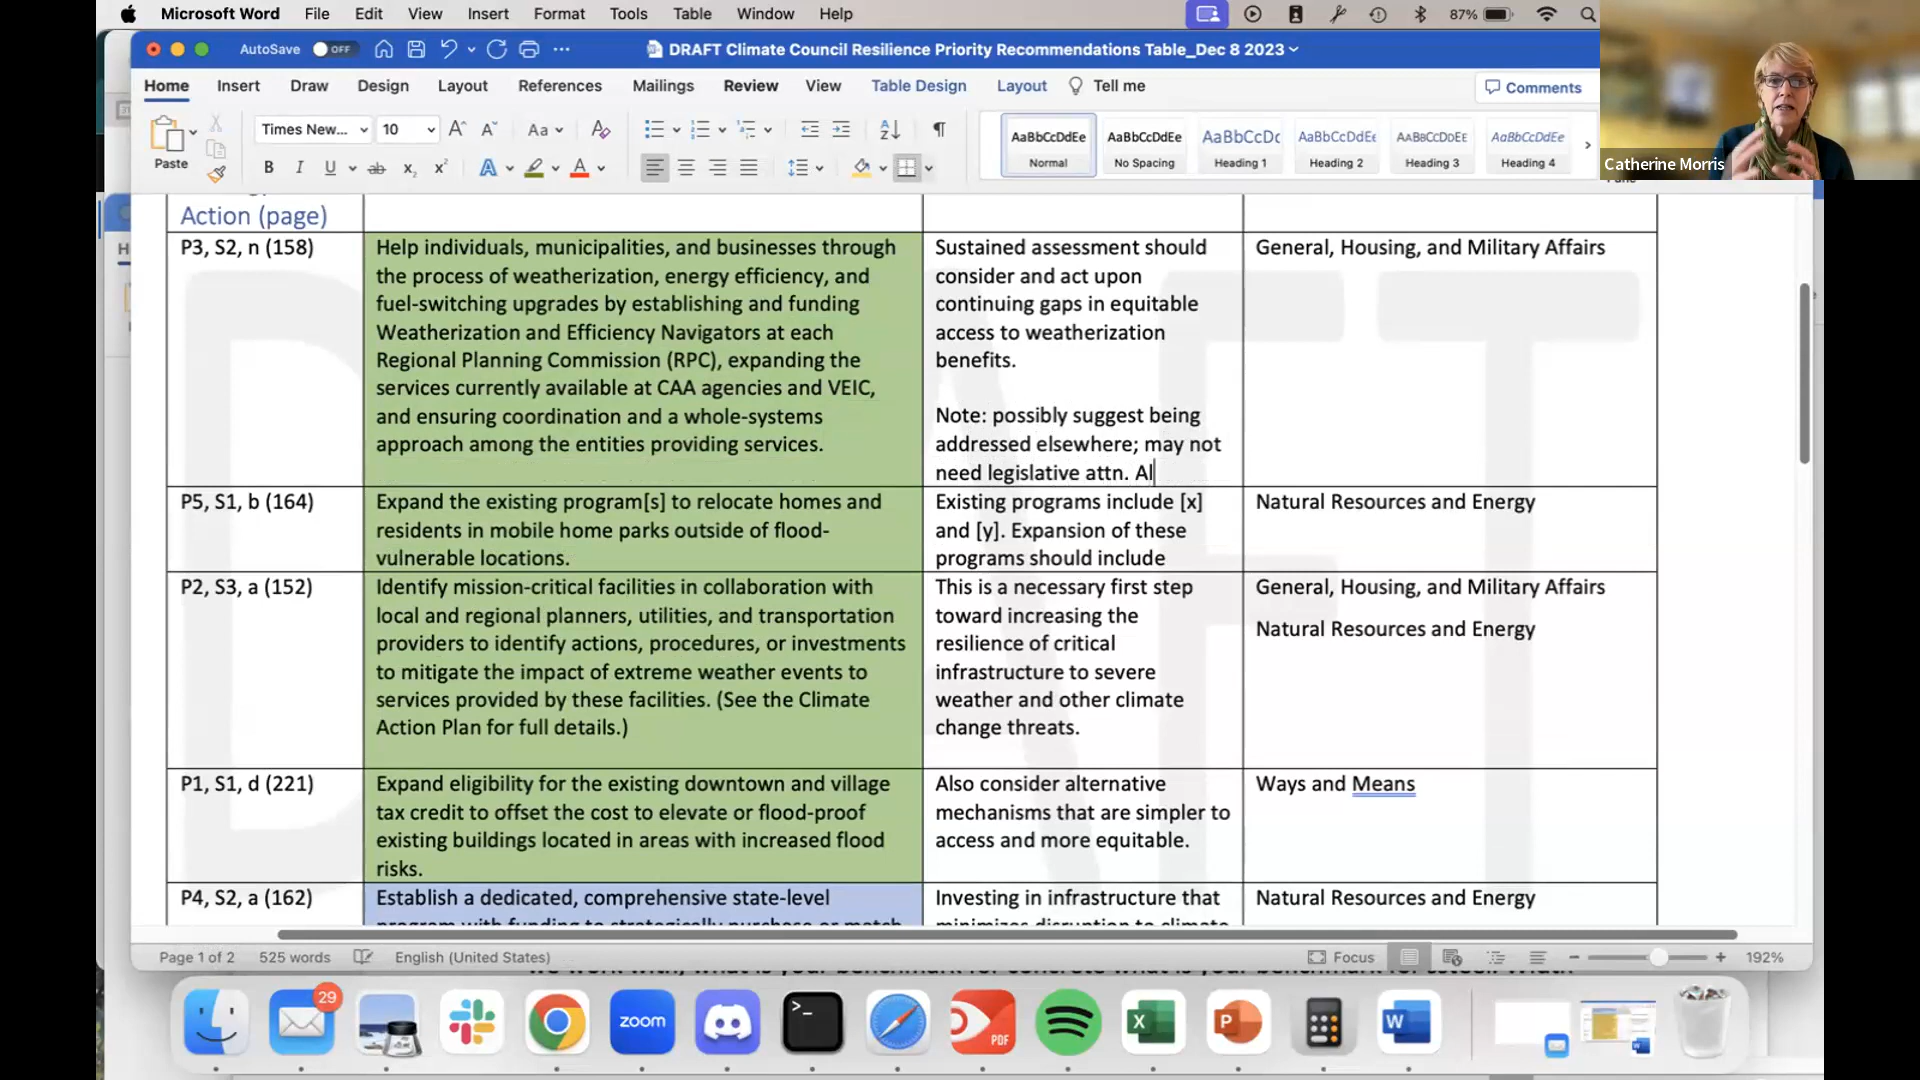 Microsoft Word File Edit View Insert Format Tools Table Window Help 87%
AutoSave OFF DRAFT Climate Council Resilience Priority Recommendations Table_Dec 8 2023
Home Insert Draw Design Layout References Mailings Review View Table Design Layout Tell me Comments
Paste Times New... 10 Aa
AaBbCcDdEe AaBbCcDdEe AaBbCcDc AaBbCcDdEe AaBbCcDdEe AaBbCcDdEe
Normal No Spacing Heading 1 Heading 2 Heading 3 Heading 4
Catherine Morris
Action (page)
P3, S2, n (158)
Help individuals, municipalities, and businesses through
the process of weatherization, energy efficiency, and
fuel-switching upgrades by establishing and funding
Weatherization and Efficiency Navigators at each
Regional Planning Commission (RPC), expanding the
services currently available at CAA agencies and VEIC,
and ensuring coordination and a whole-systems
approach among the entities providing services.
Sustained assessment should
consider and act upon
continuing gaps in equitable
access to weatherization
benefits.
Note: possibly suggest being
addressed elsewhere; may not
need legislative attn. Al
General, Housing, and Military Affairs
P5, S1, b (164)
Expand the existing program[s] to relocate homes and
residents in mobile home parks outside of flood-
vulnerable locations.
Existing programs include [x]
and [y]. Expansion of these
programs should include
Natural Resources and Energy
P2, S3, a (152)
Identify mission-critical facilities in collaboration with
local and regional planners, utilities, and transportation
providers to identify actions, procedures, or investments
to mitigate the impact of extreme weather events to
services provided by these facilities. (See the Climate
Action Plan for full details.)
This is a necessary first step
toward increasing the
resilience of critical
infrastructure to severe
weather and other climate
change threats.
General, Housing, and Military Affairs
Natural Resources and Energy
P1, S1, d (221)
Expand eligibility for the existing downtown and village
tax credit to offset the cost to elevate or flood-proof
existing buildings located in areas with increased flood
risks.
Also consider alternative
mechanisms that are simpler to
access and more equitable.
Ways and Means
P4, S2, a (162)
Establish a dedicated, comprehensive state-level
program with funding to strategically purchase or match
Investing in infrastructure that
minimizes disruption to climate
Natural Resources and Energy
DRAFT
Page 1 of 2 525 words English (United States) Focus 192%
29
zoom
PDF
X
P
W